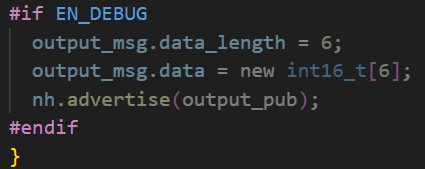 #if EN_DEBUG
output_msg.data_length = 6;
output_msg.data = new int16_t[6];
nh.advertise(output_pub);
#endif
}